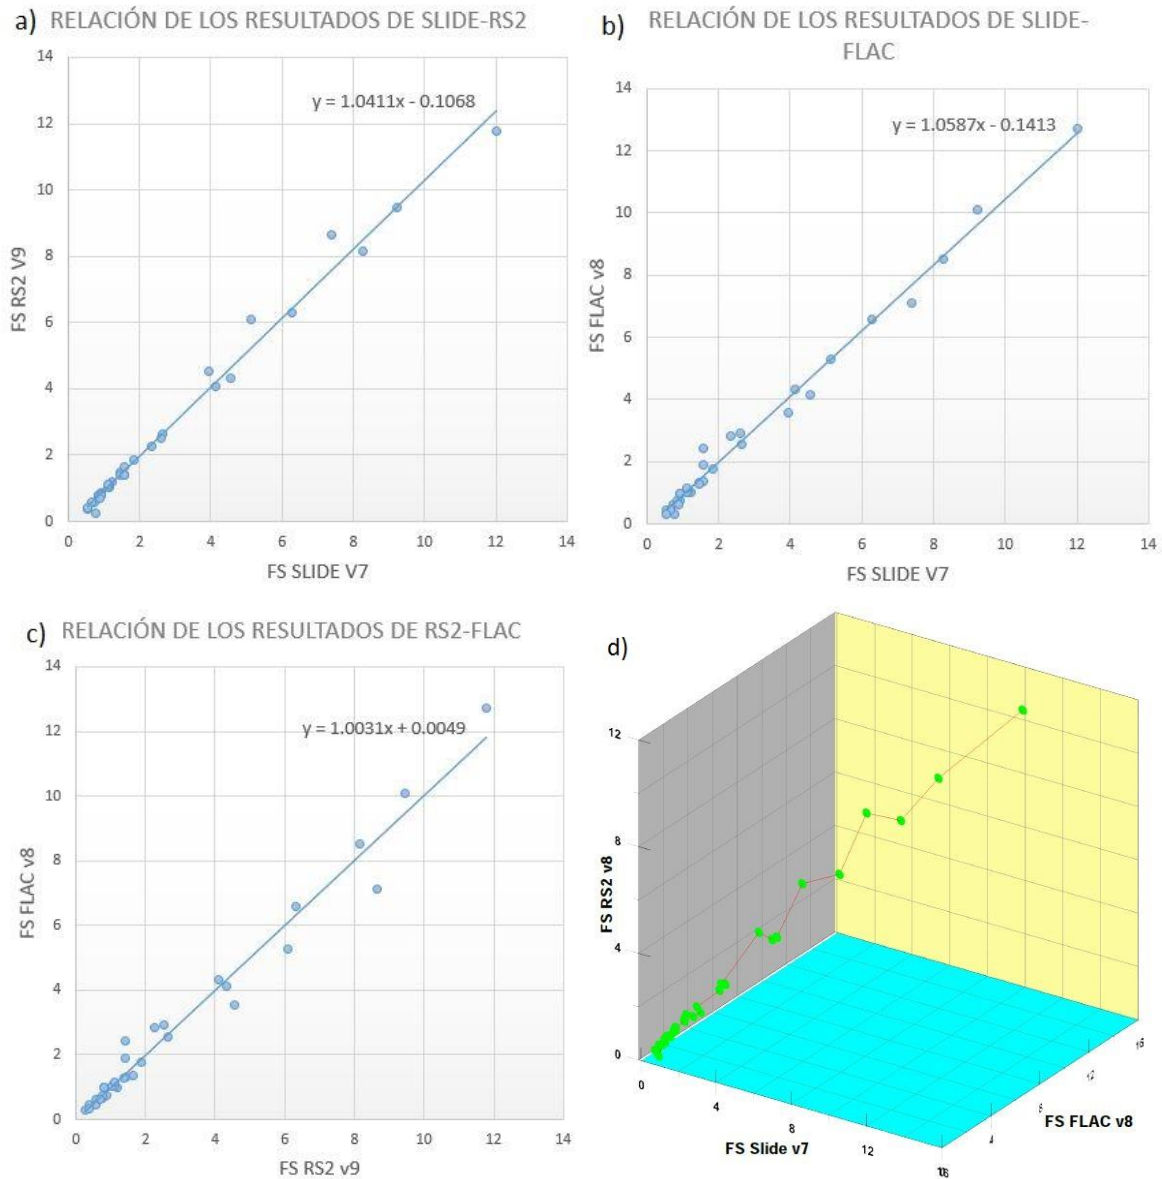 a) RELACIÓN DE LOS RESULTADOS DE SLIDE-RS2
14
12
10
8
6
4
2
0
y = 1.0411x - 0.1068
FS RS2 V9
0 2 4 6 8 10 12 14
FS SLIDE V7
b) RELACIÓN DE LOS RESULTADOS DE SLIDE-
FLAC
14
12
10
8
6
4
2
0
y = 1.0587x - 0.1413
FS FLAC v8
0 2 4 6 8 10 12 14
FS SLIDE V7
c) RELACIÓN DE LOS RESULTADOS DE RS2-FLAC
14
12
10
8
6
4
2
0
y = 1.0031x + 0.0049
FS FLAC v8
0 2 4 6 8 10 12 14
FS RS2 v9
d)
12
8
4
0
FS RS2 v8
0 4 8 12
FS Slide v7
4
12
FS FLAC v8